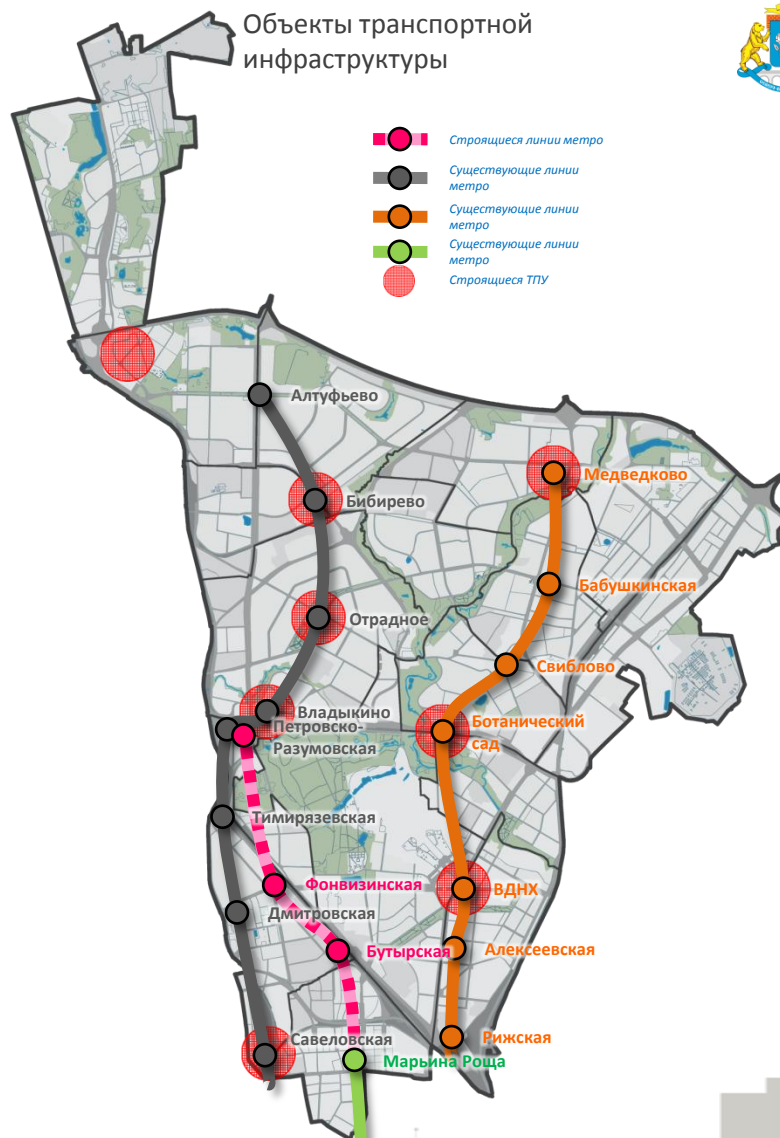 Объекты транспортной
инфраструктуры
Строящиеся линии метро
Существующие линии
метро
Существующие линии
метро
Существующие линии
метро
Строящиеся ТПУ
Алтуфьево
Медведково
Бибирево
Бабушкинская
Отрадное
Свиблово
Владыкино
Ботанический
сад
Петровско-
Разумовская
Тимирязевская
Фонвизинская
ВДНХ
Дмитровская
Бутырская
Алексеевская
Савеловская
Рижская
Марьина Роща